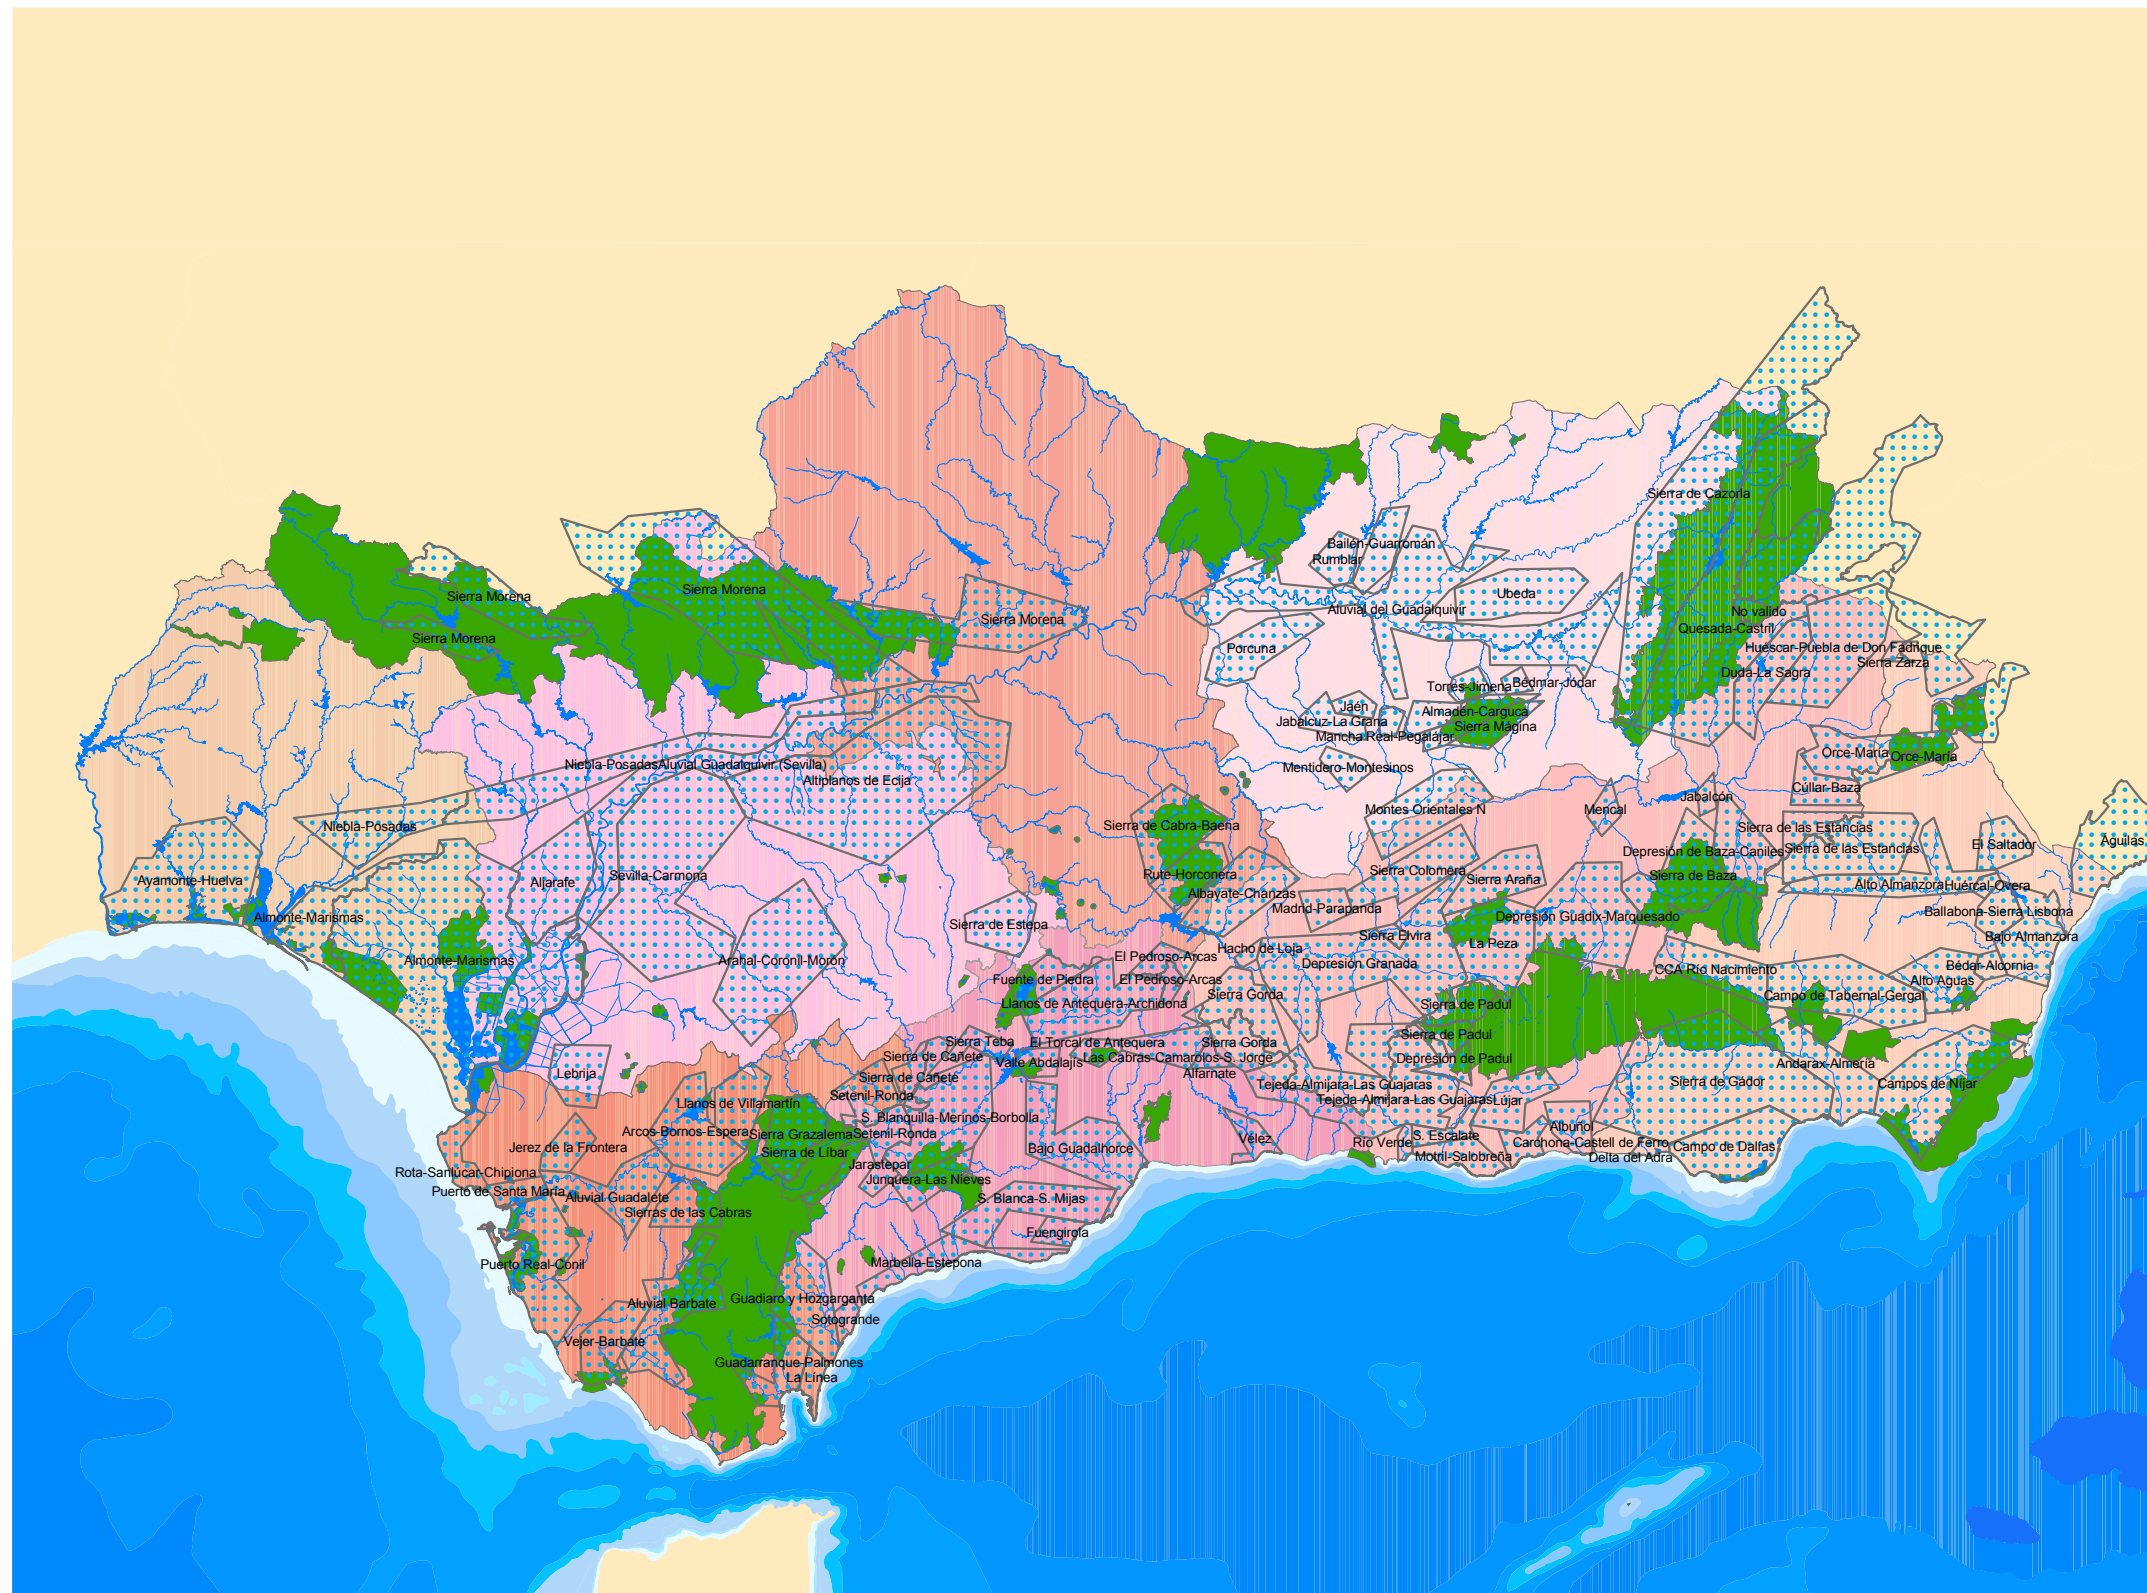 Sierra de Cazorla
Bailén-Guarromán
Rumblar
Sierra Morena
Sierra Morena
Ubeda
Sierra Morena
Aluvial del Guadalquivir
No valido
Sierra Morena
Quesada-Castril
Porcuna
Huéscar-Puebla de Don Fadrique
Sierra Zarza
Duda-La Sagra
Torres-Jimena
Bédmar-Jódar
Jaén
Almadén-Carguca
Jabalcuz-La Grana
Sierra Mágina
Mancha Real-Pegalájar
Orce-María
Orce-María
Niebla-Posadas
Aluvial Guadalquivir (Sevilla)
Mentidero-Montesinos
Altiplanos de Ecija
Cúllar-Baza
Jabalcón
Montes Orientales N
Mencal
Niebla-Posadas
Sierra de Cabra-Baena
Sierra de las Estancias
Águilas
El Saltador
Sierra de las Estancias
Depresión de Baza-Caniles
Sierra Colomera
Rute-Horconera
Sevilla-Carmona
Sierra de Baza
Sierra Araña
Ayamonte-Huelva
Aljarafe
Alto Almanzora
Huércal-Overa
Albayate-Chanzas
Madrid-Parapanda
Ballabona-Sierra Lisbona
Almonte-Marismas
Depresión Guadix-Marquesado
Sierra de Estepa
Sierra Elvira
Bajo Almanzora
La Peza
Hacho de Loja
El Pedroso-Arcas
Almonte-Marismas
Arahal-Coronil-Morón
Depresión Granada
Bédar-Alcornia
CCA Río Nacimiento
Fuente de Piedra
El Pedroso-Arcas
Alto Aguas
Sierra Gorda
Campo de Tabernal-Gergal
Llanos de Antequera-Archidona
Sierra de Padul
Sierra de Padul
Sierra Teba
El Torcal de Antequera
Sierra Gorda
Sierra de Cañete
Las Cabras-Camarolos-S. Jorge
Depresión de Padul
Valle Abdalajís
Andarax-Almería
Lebrija
Sierra de Cañete
Alfarnate
Sierra de Gádor
Campos de Níjar
Tejeda-Almijara-Las Guajaras
Setenil-Ronda
Tejeda-Almijara-Las Guajaras
Lújar
Llanos de Villamartín
S. Blanquilla-Merinos-Borbolla
Albuñol
Arcos-Bornos-Espera
Sierra Grazalema
Setenil-Ronda
S. Escalate
Vélez
Río Verde
Carchona-Castell de Ferro
Campo de Dalías
Jerez de la Frontera
Sierra de Líbar
Bajo Guadalhorce
Motril-Salobreña
Delta del Adra
Jarastepar
Rota-Sanlúcar-Chipiona
Junquera-Las Nieves
Puerto de Santa María
Aluvial Guadalete
S. Blanca-S. Mijas
Sierras de las Cabras
Fuengirola
Puerto Real-Conil
Marbella-Estepona
Guadiaro y Hozgarganta
Aluvial Barbate
Sotogrande
Vejer-Barbate
Guadarranque-Palmones
La Línea